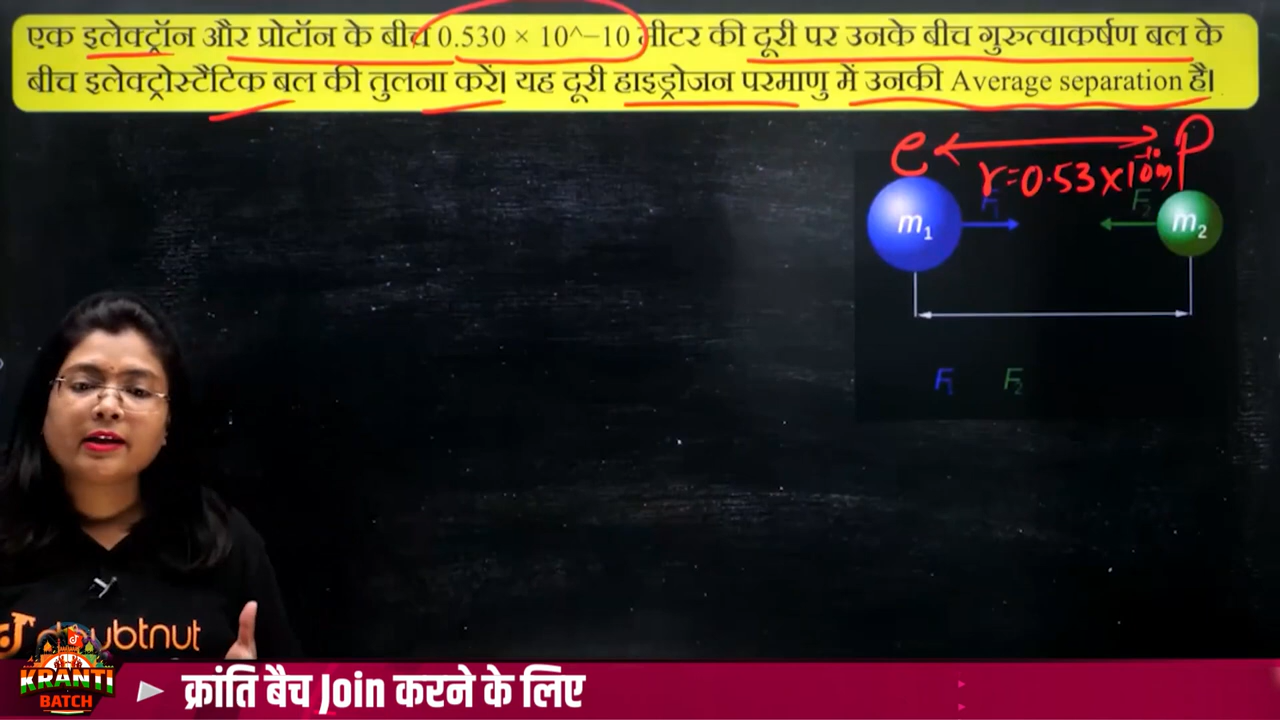 एक इलेक्ट्रॉन और प्रोटॉन के बीच 0.530 × 10^−10 मीटर की दूरी पर उनके बीच गुरुत्वाकर्षण बल के
बीच इलेक्ट्रोस्टैटिक बल की तुलना करें। यह दूरी हाइड्रोजन परमाणु में उनकी Average separation है।
e P
r=0.53×10⁻¹⁰m
F₁ F₂
m₁ m₂
F₁ F₂
doubtnut
KRANTI
BATCH
क्रांति बैच Join करने के लिए